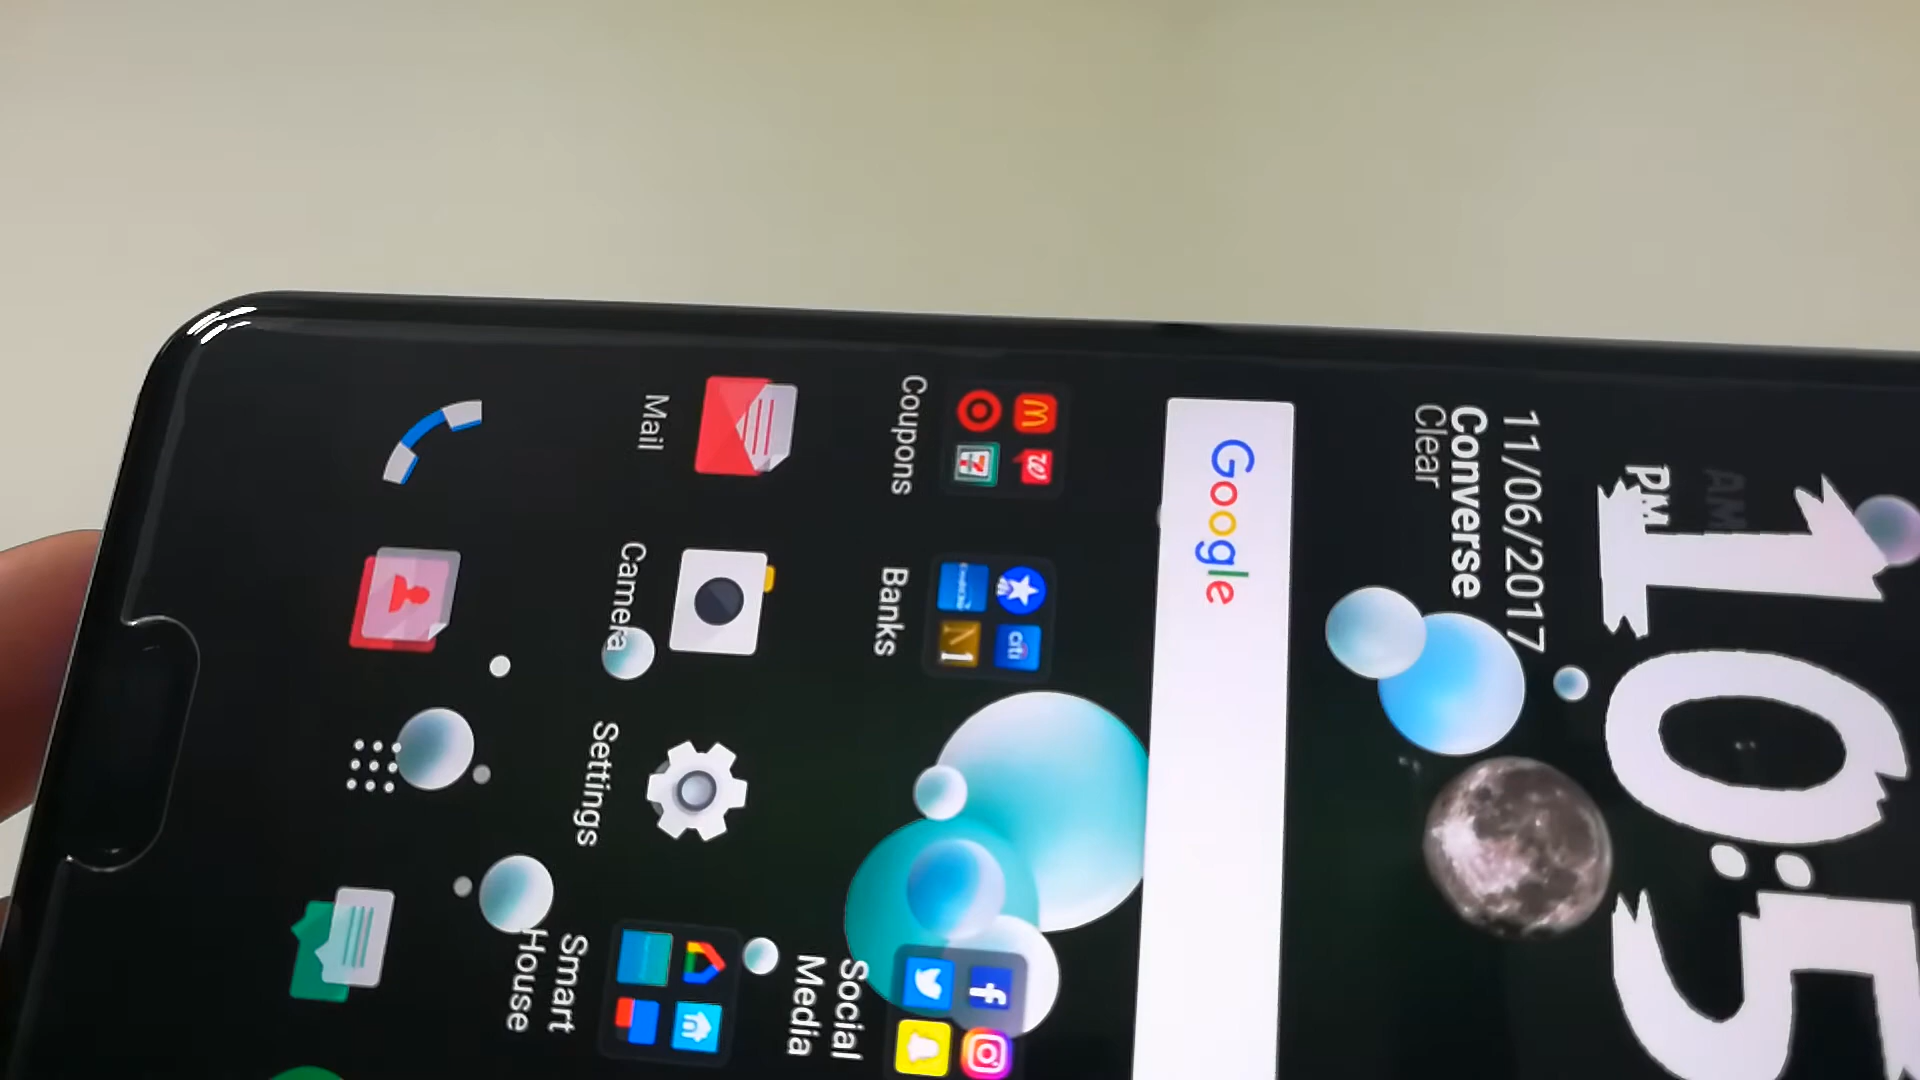 AM
PM
10:5
11/06/2017
Converse
Clear
Google
Coupons
Banks
Social
Media
citi
Mail
Camera
Settings
Smart
House